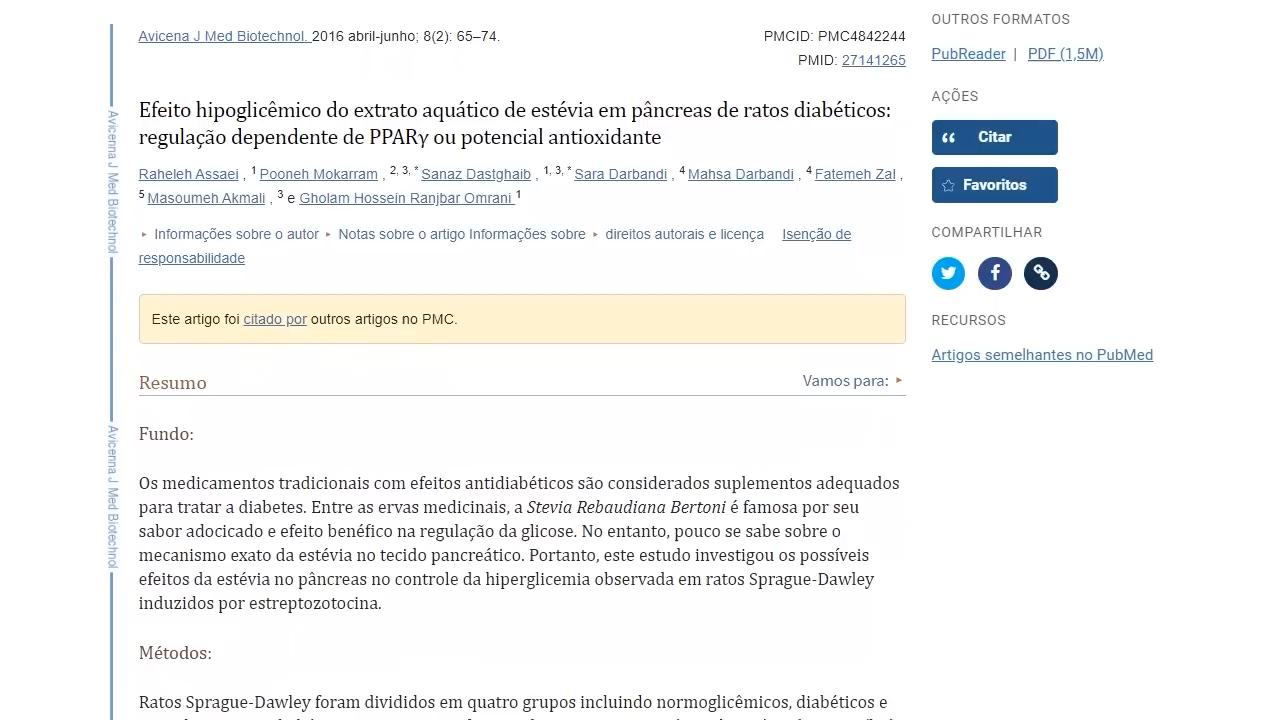 Avicena J Med Biotechnol. 2016 abril-junho; 8(2): 65–74.
PMCID: PMC4842244
PMID: 27141265
Efeito hipoglicêmico do extrato aquático de estévia em pâncreas de ratos diabéticos:
regulação dependente de PPARγ ou potencial antioxidante
Raheleh Assaei , 1 Pooneh Mokarram , 2, 3, * Sanaz Dastghaib , 1, 3, * Sara Darbandi , 4 Mahsa Darbandi , 4 Fatemeh Zal ,
5 Masoumeh Akmali , 3 e Gholam Hossein Ranjbar Omrani 1
Informações sobre o autor Notas sobre o artigo Informações sobre direitos autorais e licença Isenção de
responsabilidade
Este artigo foi citado por outros artigos no PMC.
Resumo
Vamos para:
Fundo:
Os medicamentos tradicionais com efeitos antidiabéticos são considerados suplementos adequados
para tratar a diabetes. Entre as ervas medicinais, a Stevia Rebaudiana Bertoni é famosa por seu
sabor adocicado e efeito benéfico na regulação da glicose. No entanto, pouco se sabe sobre o
mecanismo exato da estévia no tecido pancreático. Portanto, este estudo investigou os possíveis
efeitos da estévia no pâncreas no controle da hiperglicemia observada em ratos Sprague-Dawley
induzidos por estreptozotocina.
Métodos:
Ratos Sprague-Dawley foram divididos em quatro grupos incluindo normoglicêmicos, diabéticos e
OUTROS FORMATOS
PubReader | PDF (1,5M)
AÇÕES
Citar
Favoritos
COMPARTILHAR
RECURSOS
Artigos semelhantes no PubMed
Avicenna J Med Biotechnol
Avicenna J Med Biotechnol